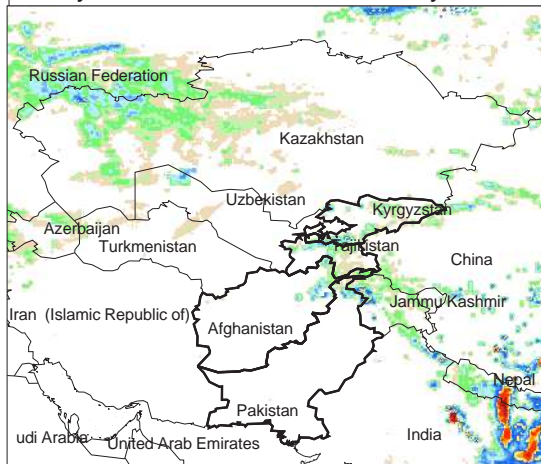 Russian Federation
Kazakhstan
Uzbekistan
Kyrgyzstan
Azerbaijan
Turkmenistan
Tajikistan
China
Iran (Islamic Republic of)
Jammu Kashmir
Afghanistan
Nepal
Pakistan
udi Arabia
United Arab Emirates
India